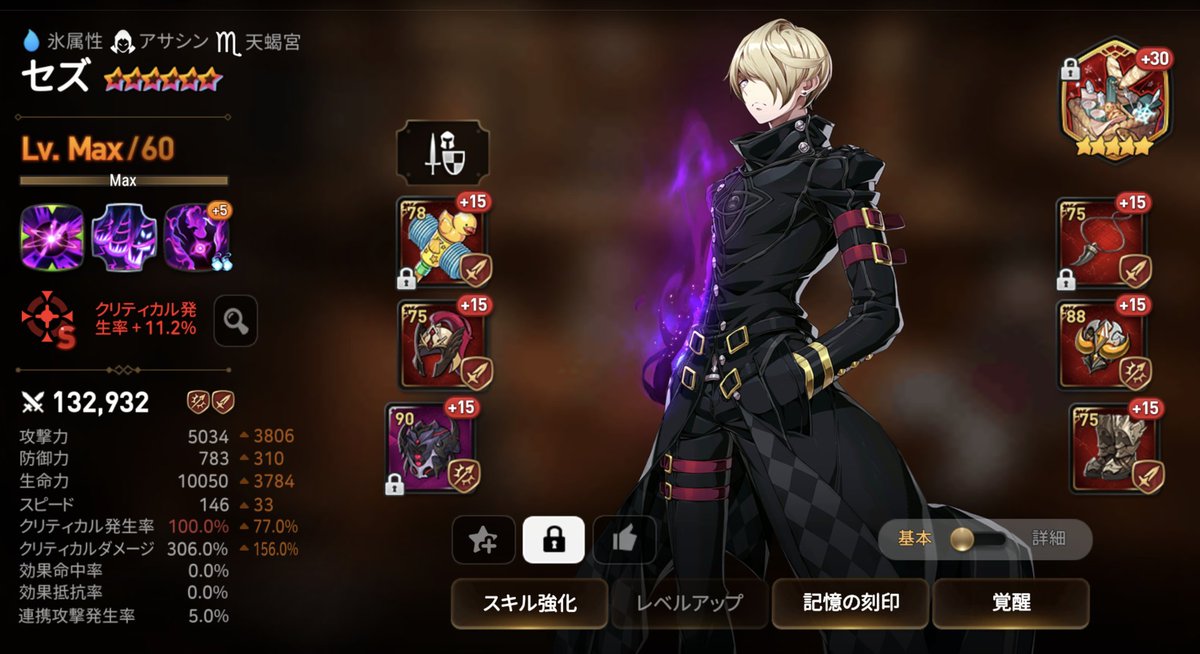 氷属性 アサシン 天蝎宮
セズ
Lv. Max/60
Max
+5
クリティカル発
生率+11.2%
S
132,932
攻撃力 5034 3806
防御力 783 310
生命力 10050 3784
スピード 146 33
クリティカル発生率 100.0% 77.0%
クリティカルダメージ 306.0% 156.0%
効果命中率 0.0%
効果抵抗率 0.0%
連携攻撃発生率 5.0%
78 +15
75 +15
90 +15
+30
75 +15
88 +15
75 +15
基本 詳細
スキル強化 レベルアップ 記憶の刻印 覚醒